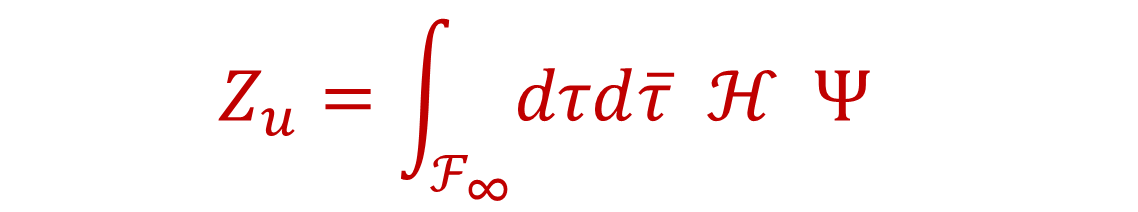 Z_u = ∫_{ℱ_∞} dτdτ̄ ℋ Ψ